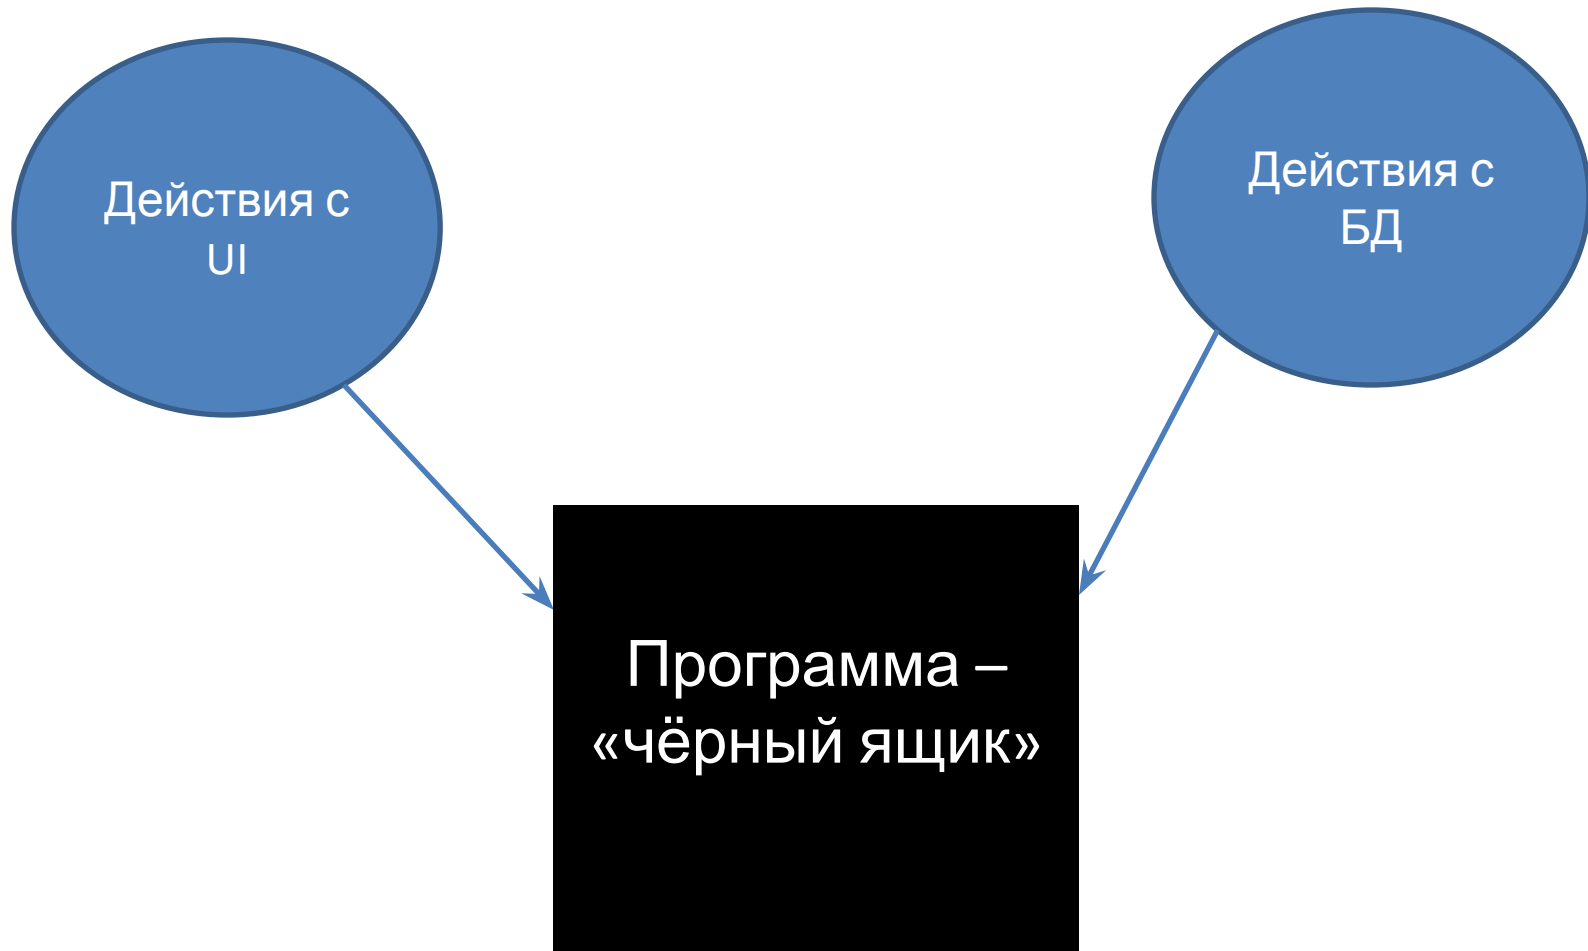 Действия с
UI
Действия с
БД
Программа –
«чёрный ящик»